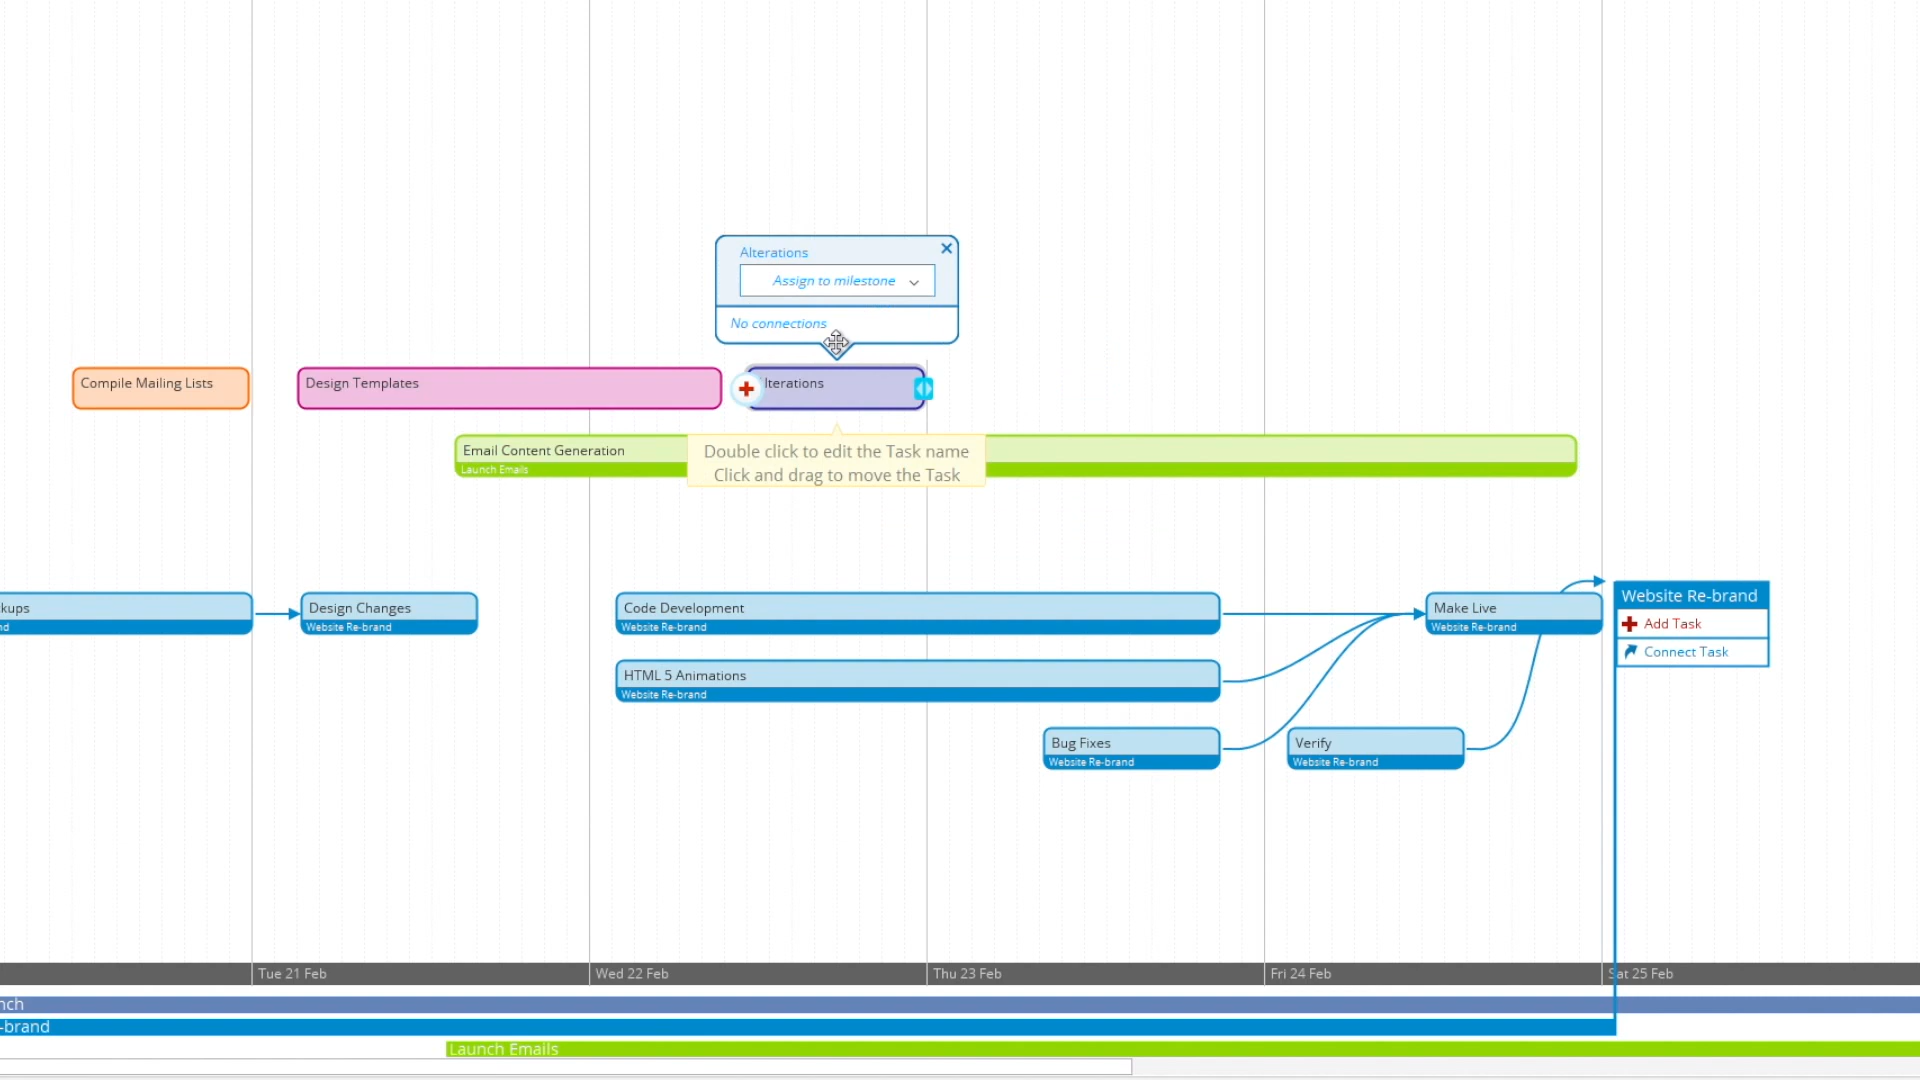 Alterations
Assign to milestone
No connections
Compile Mailing Lists
Design Templates
lterations
Email Content Generation
Launch Emails
Double click to edit the Task name
Click and drag to move the Task
kups
nd
Design Changes
Website Re-brand
Code Development
Website Re-brand
Make Live
Website Re-brand
Website Re-brand
Add Task
Connect Task
HTML 5 Animations
Website Re-brand
Bug Fixes
Website Re-brand
Verify
Website Re-brand
Tue 21 Feb
Wed 22 Feb
Thu 23 Feb
Fri 24 Feb
Sat 25 Feb
nch
-brand
Launch Emails